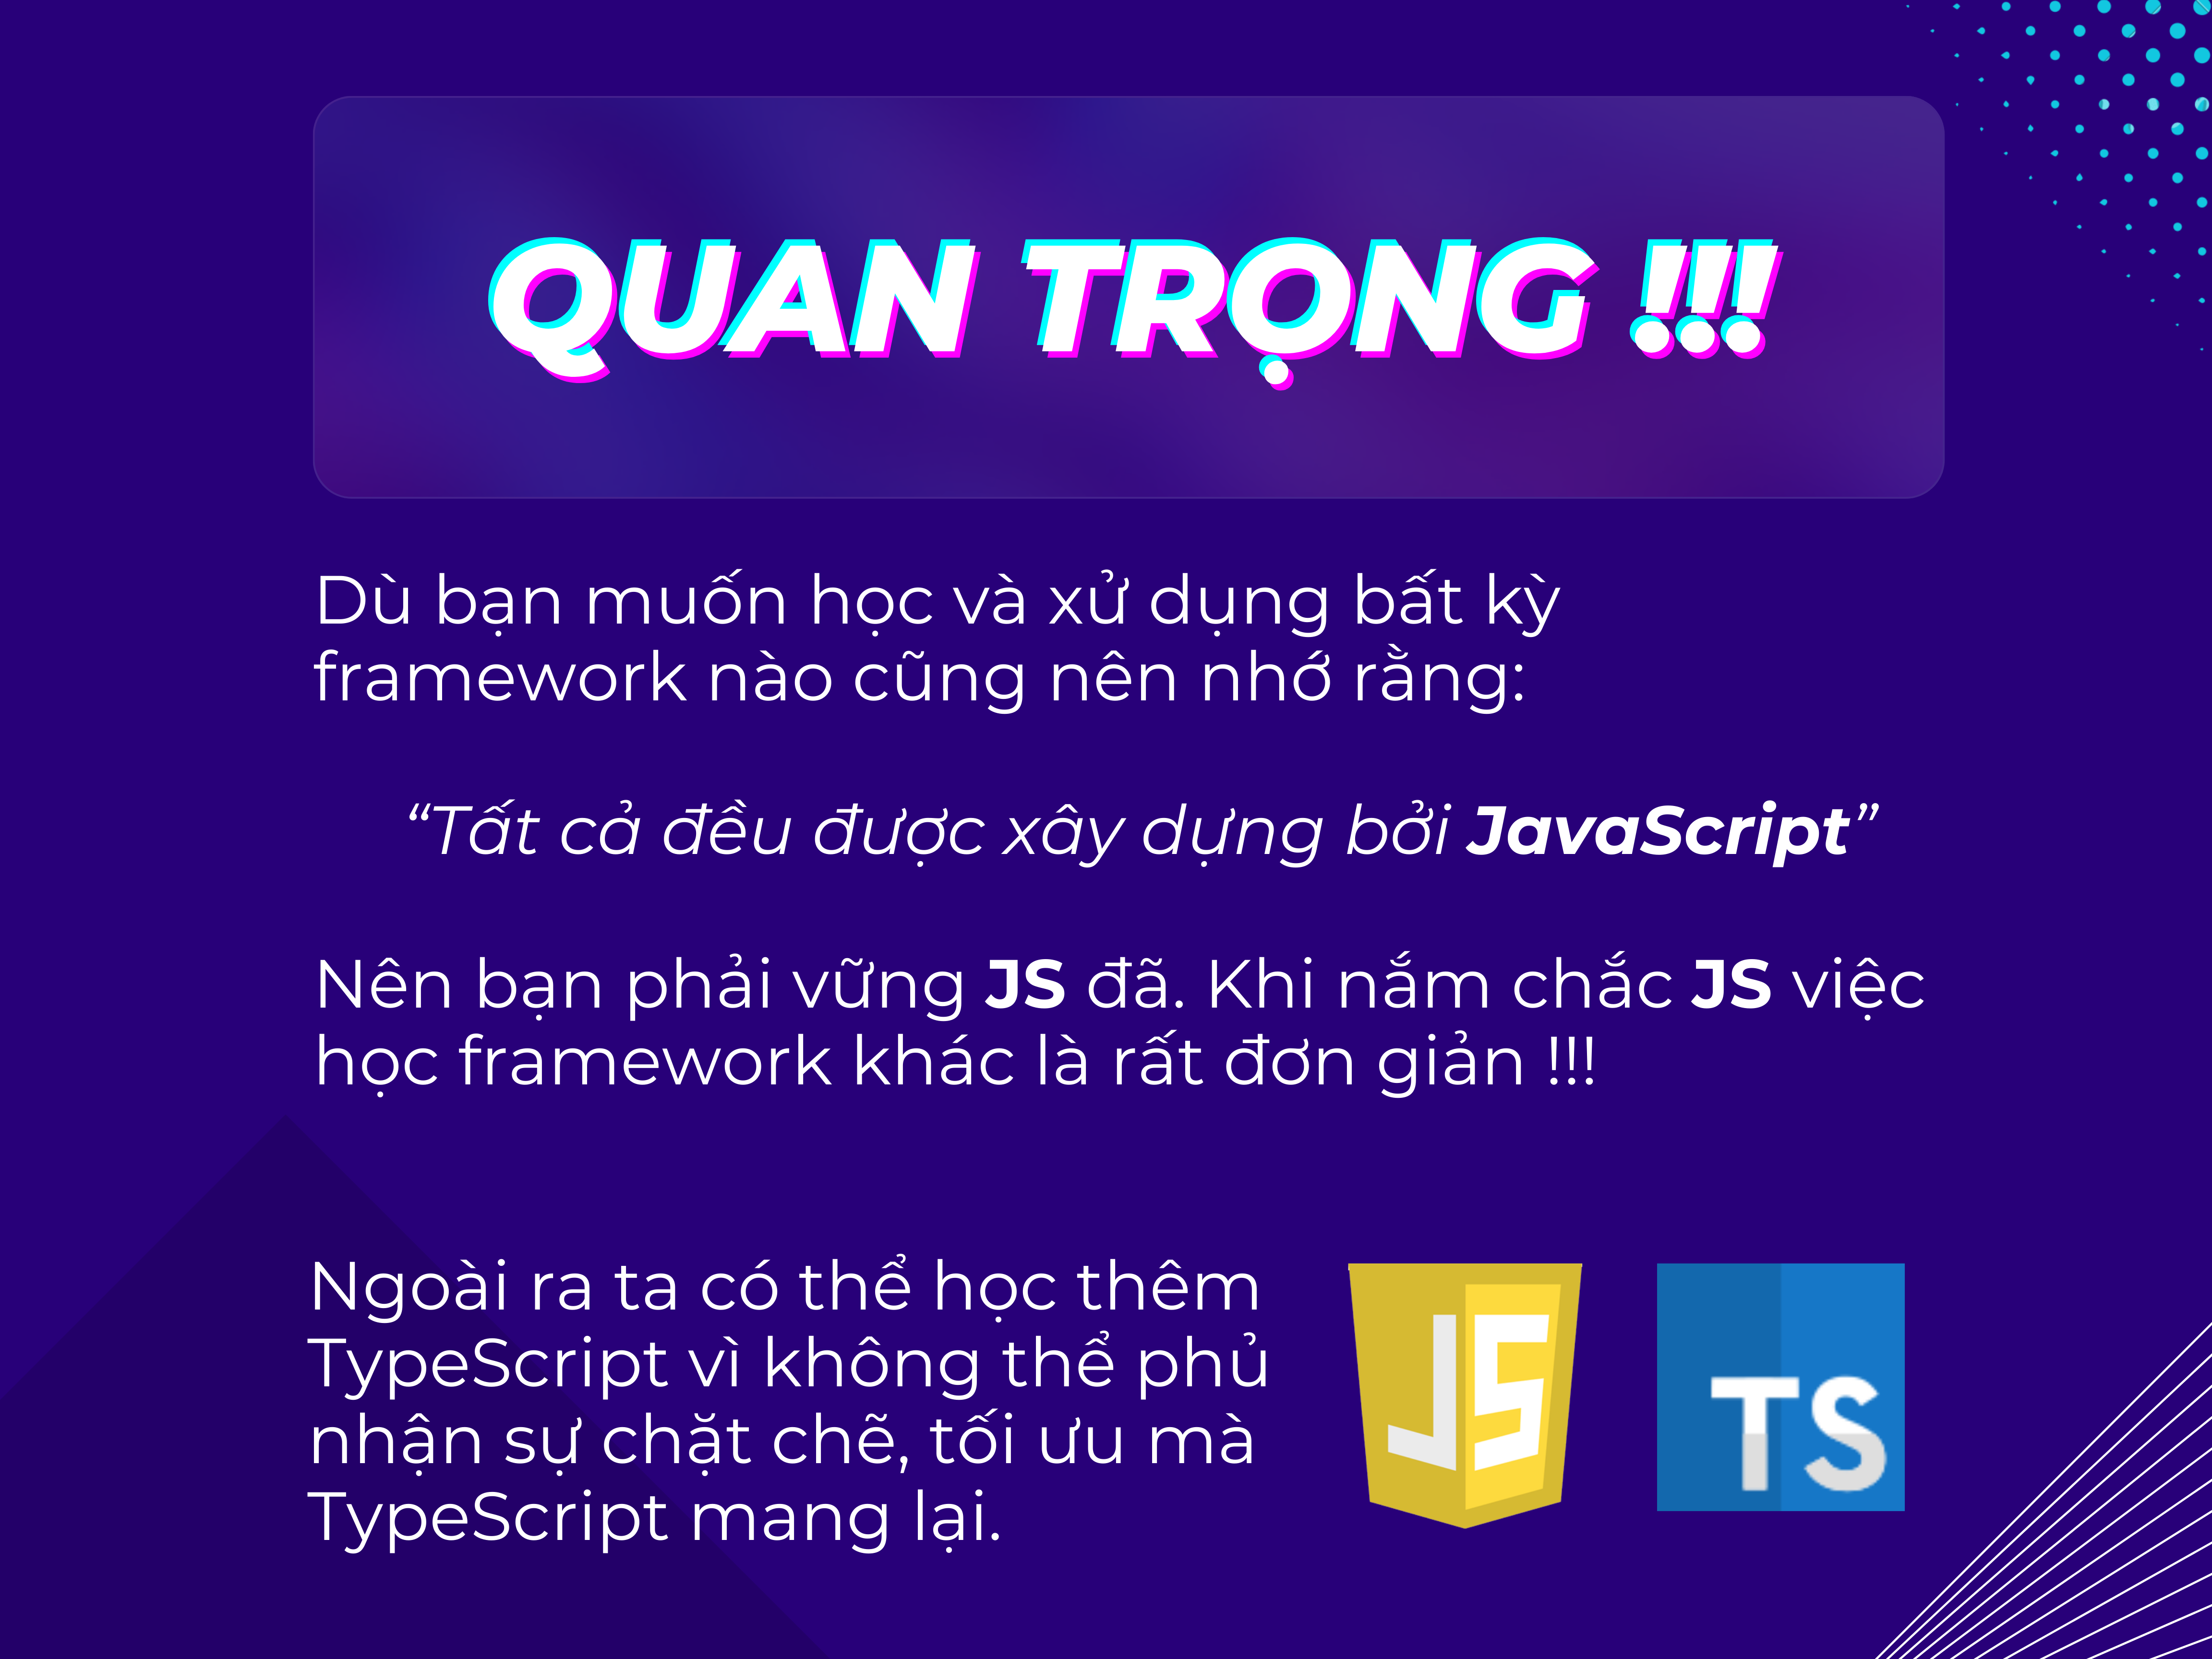 QUAN TRỌNG !!!
Dù bạn muốn học và xử dụng bất kỳ
framework nào cũng nên nhớ rằng:
“Tất cả đều được xây dựng bởi JavaScript”
Nên bạn phải vững JS đã. Khi nắm chắc JS việc
học framework khác là rất đơn giản !!!
Ngoài ra ta có thể học thêm
TypeScript vì không thể phủ
nhận sự chặt chẽ, tối ưu mà
TypeScript mang lại.
JS
TS